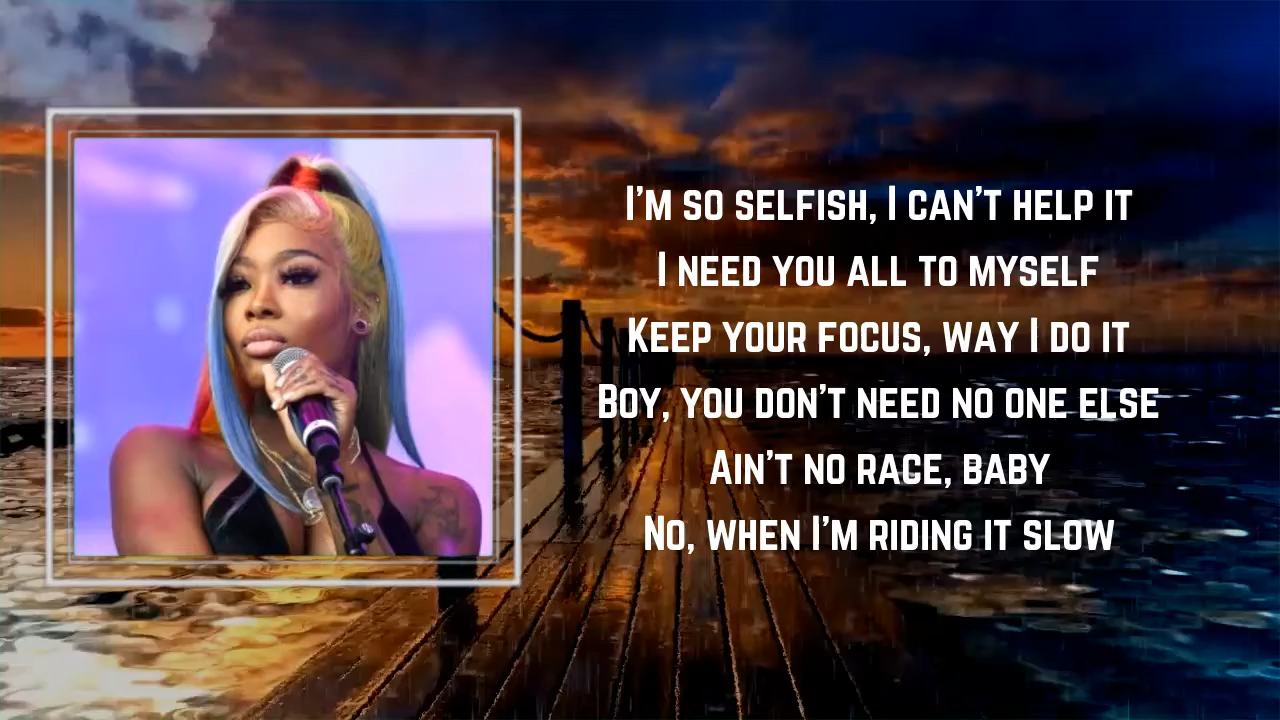 I'm so selfish, I can't help it
I need you all to myself
Keep your focus, way I do it
Boy, you don't need no one else
Ain't no race, baby
No, when I'm riding it slow